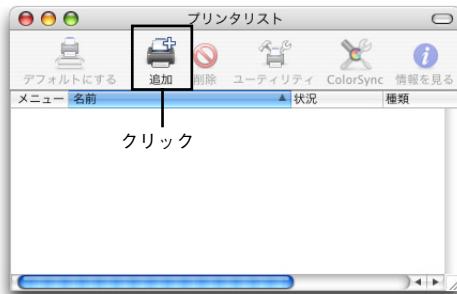 プリンタリスト
デフォルトにする 追加 削除 ユーティリティ ColorSync 情報を見る
メニュー 名前 状況 種類
クリック